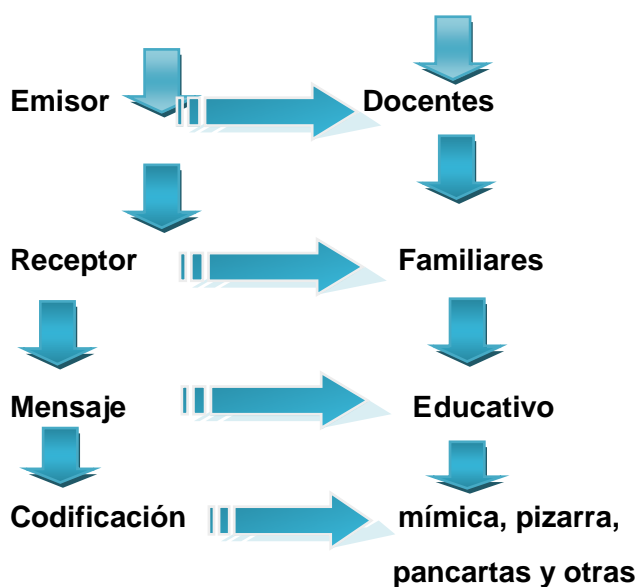 Emisor Docentes
Receptor Familiares
Mensaje Educativo
Codificación mímica, pizarra,
pancartas y otras